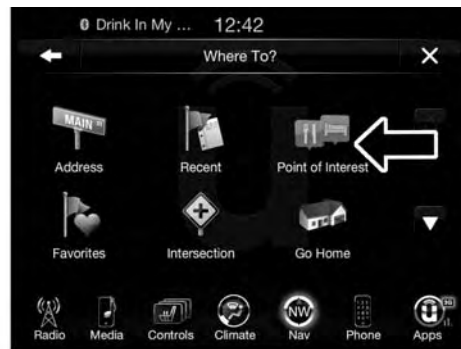 Drink In My ... 12:42
Where To?
MAIN ST
Address Recent Point of Interest
Favorites Intersection Go Home
NW
Radio Media Controls Climate Nav Phone Apps